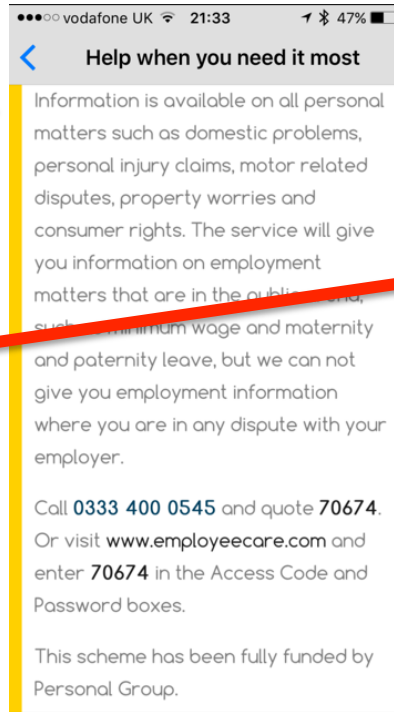 vodafone UK 21:33 47%
Help when you need it most
Information is available on all personal
matters such as domestic problems,
personal injury claims, motor related
disputes, property worries and
consumer rights. The service will give
you information on employment
matters that are in the public
minimum wage and maternity
and paternity leave, but we can not
give you employment information
where you are in any dispute with your
employer.
Call 0333 400 0545 and quote 70674.
Or visit www.employeecare.com and
enter 70674 in the Access Code and
Password boxes.
This scheme has been fully funded by
Personal Group.